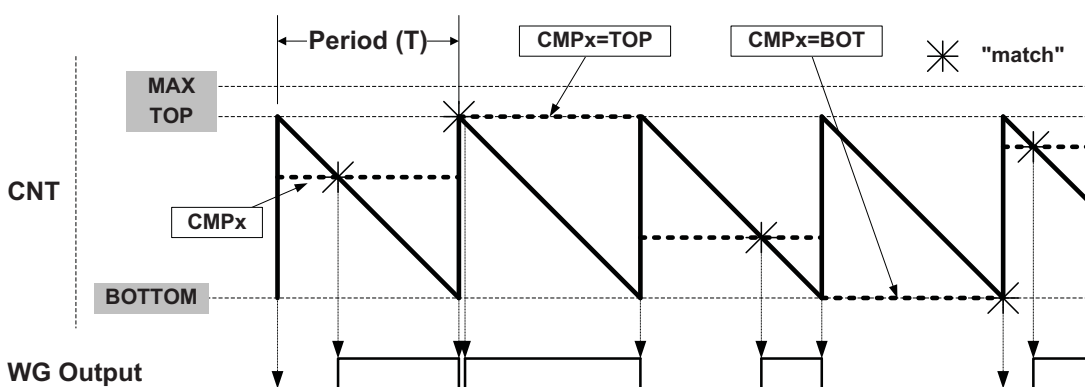 Period (T)
CMPx=TOP
CMPx=BOT
"match"
MAX
TOP
CNT
CMPx
BOTTOM
WG Output